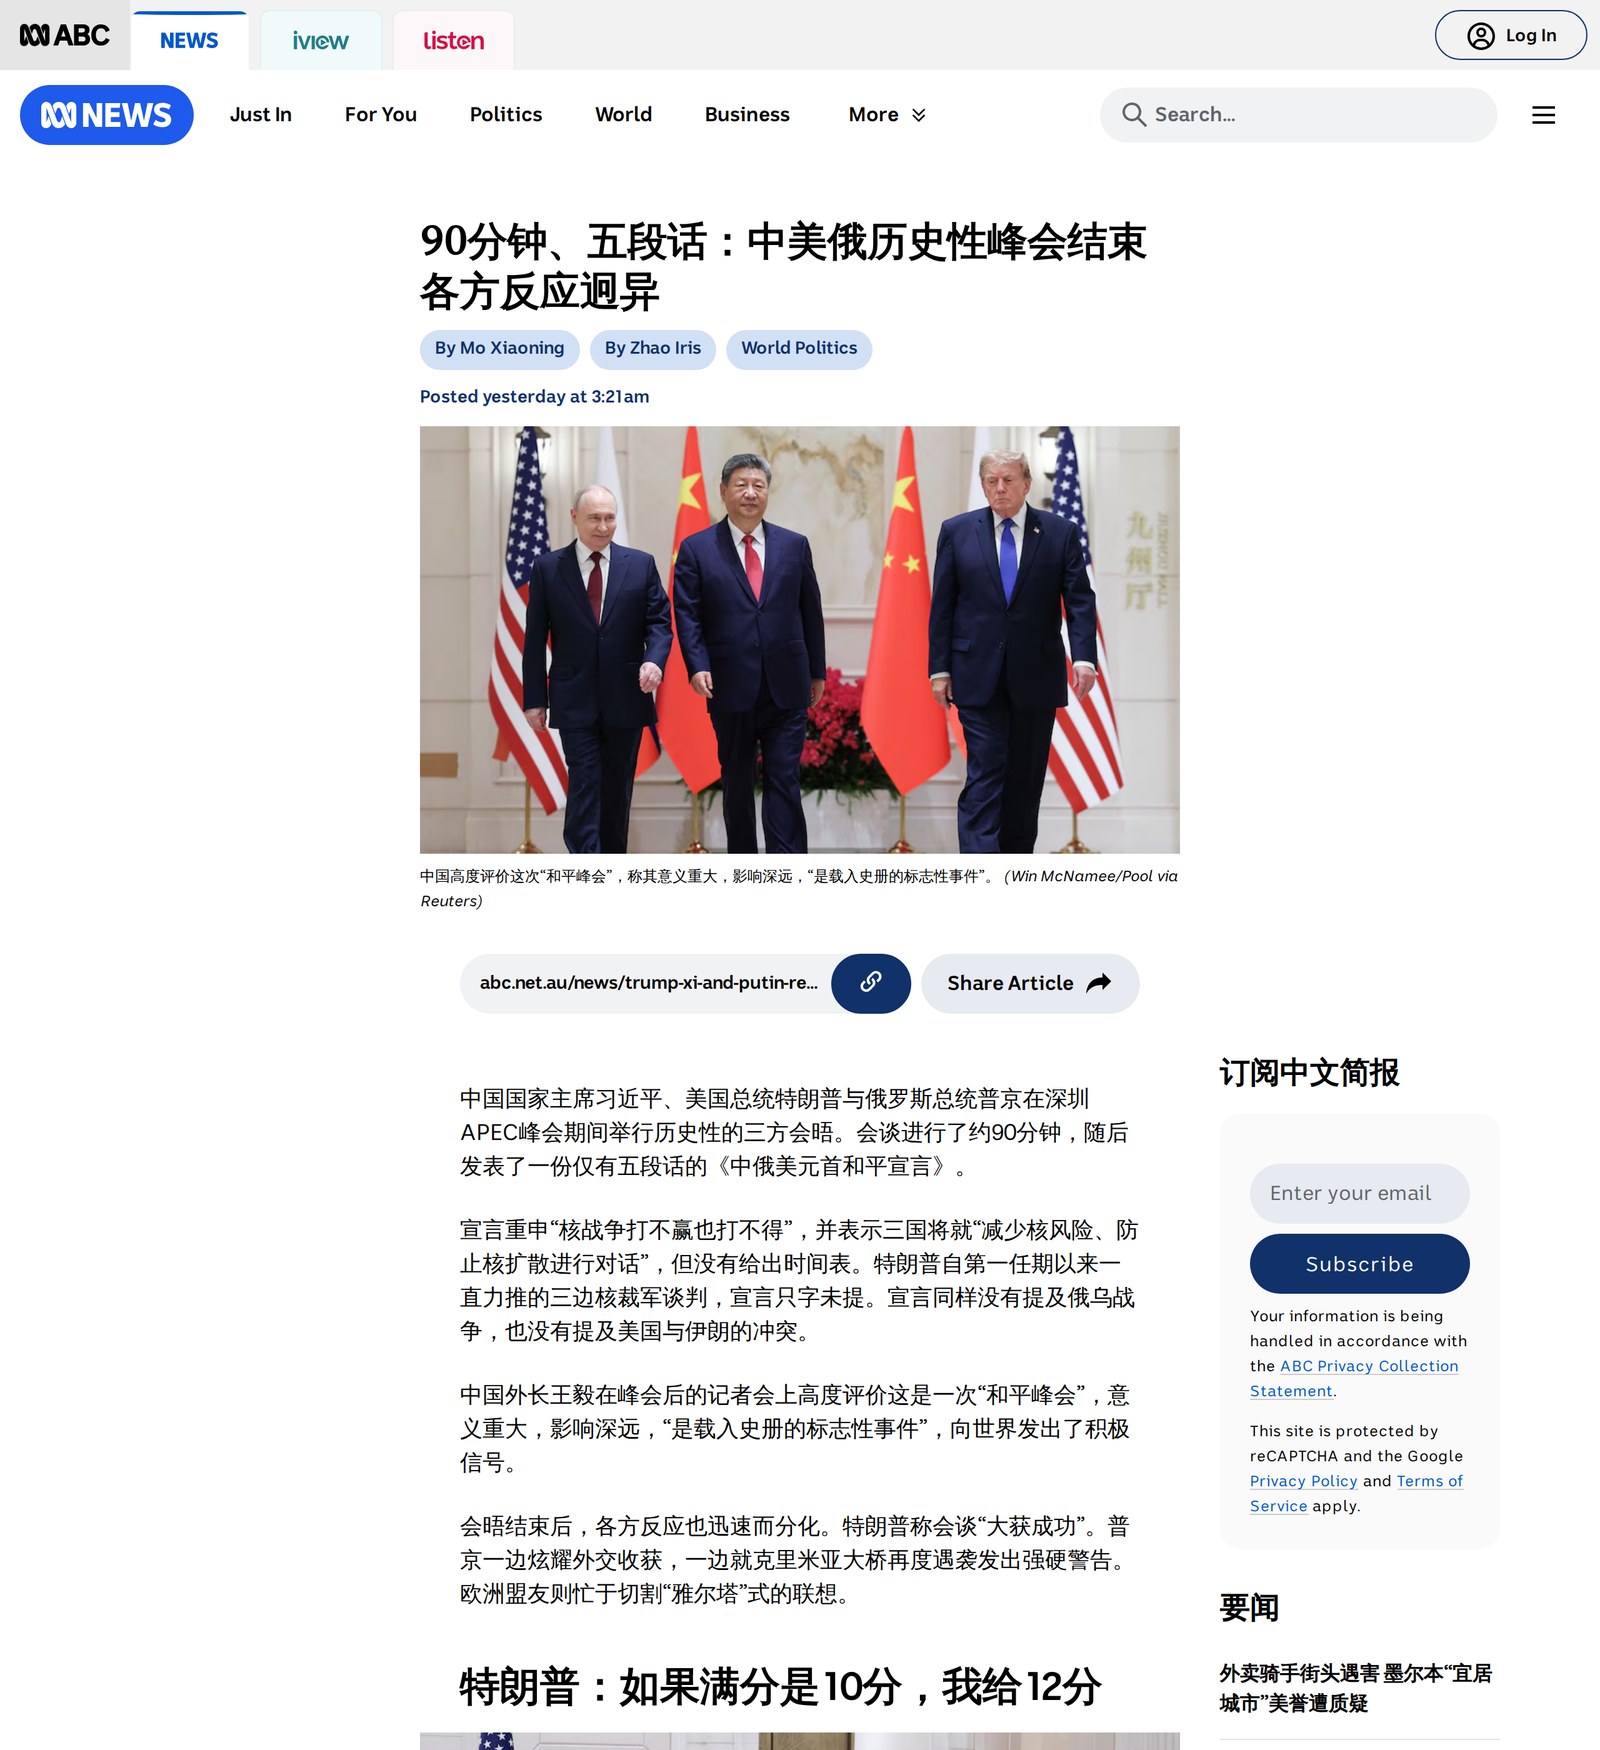 ABC
NEWS
iview
listen
Log In
NEWS
Just In
For You
Politics
World
Business
More
Search...
90分钟、五段话：中美俄历史性峰会结束
各方反应迥异
By Mo Xiaoning
By Zhao Iris
World Politics
Posted yesterday at 3:21am
九州厅
中国高度评价这次“和平峰会”，称其意义重大，影响深远，“是载入史册的标志性事件”。 (Win McNamee/Pool via
Reuters)
abc.net.au/news/trump-xi-and-putin-re...
Share Article
中国国家主席习近平、美国总统特朗普与俄罗斯总统普京在深圳
APEC峰会期间举行历史性的三方会晤。会谈进行了约90分钟，随后
发表了一份仅有五段话的《中俄美元首和平宣言》。
宣言重申“核战争打不赢也打不得”，并表示三国将就“减少核风险、防
止核扩散进行对话”，但没有给出时间表。特朗普自第一任期以来一
直力推的三边核裁军谈判，宣言只字未提。宣言同样没有提及俄乌战
争，也没有提及美国与伊朗的冲突。
中国外长王毅在峰会后的记者会上高度评价这是一次“和平峰会”，意
义重大，影响深远，“是载入史册的标志性事件”，向世界发出了积极
信号。
会晤结束后，各方反应也迅速而分化。特朗普称会谈“大获成功”。普
京一边炫耀外交收获，一边就克里米亚大桥再度遇袭发出强硬警告。
欧洲盟友则忙于切割“雅尔塔”式的联想。
特朗普：如果满分是10分，我给12分
订阅中文简报
Enter your email
Subscribe
Your information is being
handled in accordance with
the ABC Privacy Collection
Statement.
This site is protected by
reCAPTCHA and the Google
Privacy Policy and Terms of
Service apply.
要闻
外卖骑手街头遇害 墨尔本“宜居
城市”美誉遭质疑